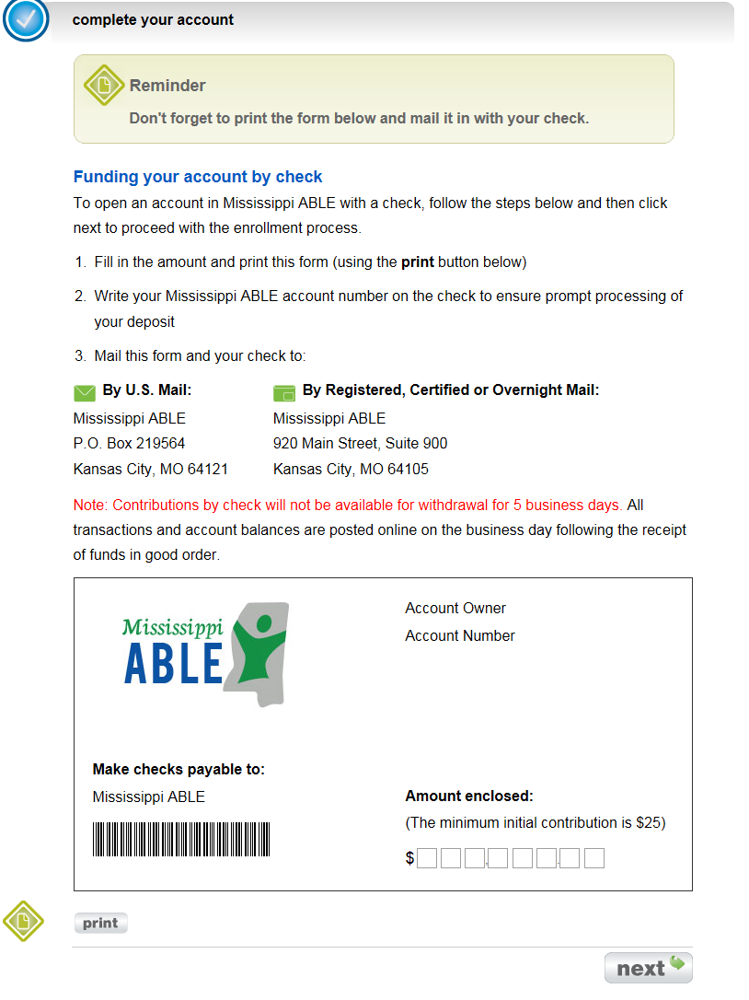 complete your account
Reminder
Don't forget to print the form below and mail it in with your check.
Funding your account by check
To open an account in Mississippi ABLE with a check, follow the steps below and then click
next to proceed with the enrollment process.
1. Fill in the amount and print this form (using the print button below)
2. Write your Mississippi ABLE account number on the check to ensure prompt processing of
your deposit
3. Mail this form and your check to:
By U.S. Mail:
Mississippi ABLE
P.O. Box 219564
Kansas City, MO 64121
By Registered, Certified or Overnight Mail:
Mississippi ABLE
920 Main Street, Suite 900
Kansas City, MO 64105
Note: Contributions by check will not be available for withdrawal for 5 business days. All
transactions and account balances are posted online on the business day following the receipt
of funds in good order.
Mississippi
ABLE
Account Owner
Account Number
Make checks payable to:
Mississippi ABLE
Amount enclosed:
(The minimum initial contribution is $25)
$ , .
print
next